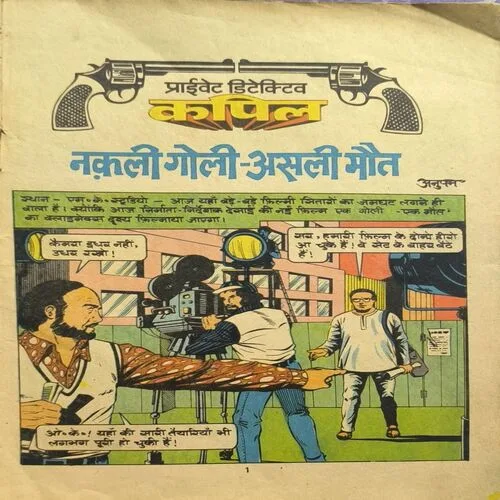 प्राईवेट डिटेक्टिव
कपिल
नक़ली गोली-असली मौत
अनुपम
स्थान - एम॰के॰ स्टूडियो - आज यहाँ बड़े-बड़े फ़िल्मी सितारों का जमघट लगने ही
वाला है। क्योंकि आज निर्माता-निर्देशक देसाई की नई फ़िल्म एक गोली -एक मौत"
का क्लाइमेक्स दृश्य फ़िल्माया जाएगा।
कैमरा इधर नहीं,
उधर रखो!
सर, हमारी फ़िल्म के दोनों हीरो
आ चुके हैं! वे सेट के बाहर बैठे
हैं!
ओ॰के॰! यहाँ की सारी तैयारियाँ भी
लगभग पूरी हो चुकी हैं!
1